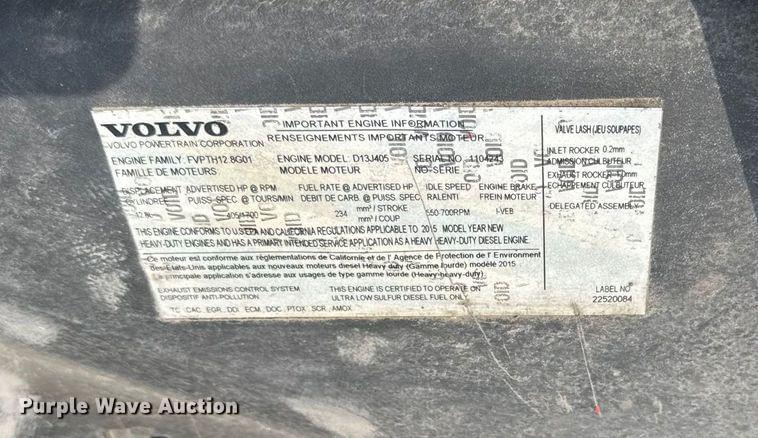 VOLVO
VOLVO POWERTRAIN CORPORATION
IMPORTANT ENGINE INFORMATION
RENSEIGNEMENTS IMPORTANTS MOTEUR
ENGINE FAMILY: FVPTH12.8G01 ENGINE MODEL: D13J405 SERIAL NO 1104243
FAMILLE DE MOTEURS MODELE MOTEUR NO-SERIE
DISPLACEMENT ADVERTISED HP @ RPM FUEL RATE @ ADVERTISED HP IDLE SPEED ENGINE BRAKE
CYLINDREE PUISS-SPEC @ TOURS/MIN DEBIT DE CARB. @ PUISS. SPEC. RALENTI FREIN MOTEUR
12.8L 405/1700 234 mm³ / STROKE 550-700RPM I-VEB
mm³ / COUP
THIS ENGINE CONFORMS TO U.S EPA AND CALIFORNIA REGULATIONS APPLICABLE TO 2015 MODEL YEAR NEW
HEAVY-DUTY ENGINES AND HAS A PRIMARY INTENDED SERVICE APPLICATION AS A HEAVY HEAVY-DUTY DIESEL ENGINE.
Ce moteur est conforme aux réglementations de Californie et de l' Agence de Protection de l' Environment
des Etats-Unis applicables aux nouveaux moteurs diesel Heavy duty (Gamme lourde) modèle 2015
La principale application s'adresse aux usages de type gamme lourde (Heavy-heavy-duty).
EXHAUST EMISSIONS CONTROL SYSTEM THIS ENGINE IS CERTIFIED TO OPERATE ON
DISPOSITIF ANTI-POLLUTION ULTRA LOW SULFUR DIESEL FUEL ONLY
TC CAC EGR DDI ECM DOC PTOX SCR AMOX
VALVE LASH (JEU SOUPAPES)
INLET ROCKER 0.2mm
ADMISSION CULBUTEUR
EXHAUST ROCKER
ECHAPPEMENT CULBUTEUR
DELEGATED ASSEMBLY
LABEL NO
22520084
VOID
Purple Wave Auction